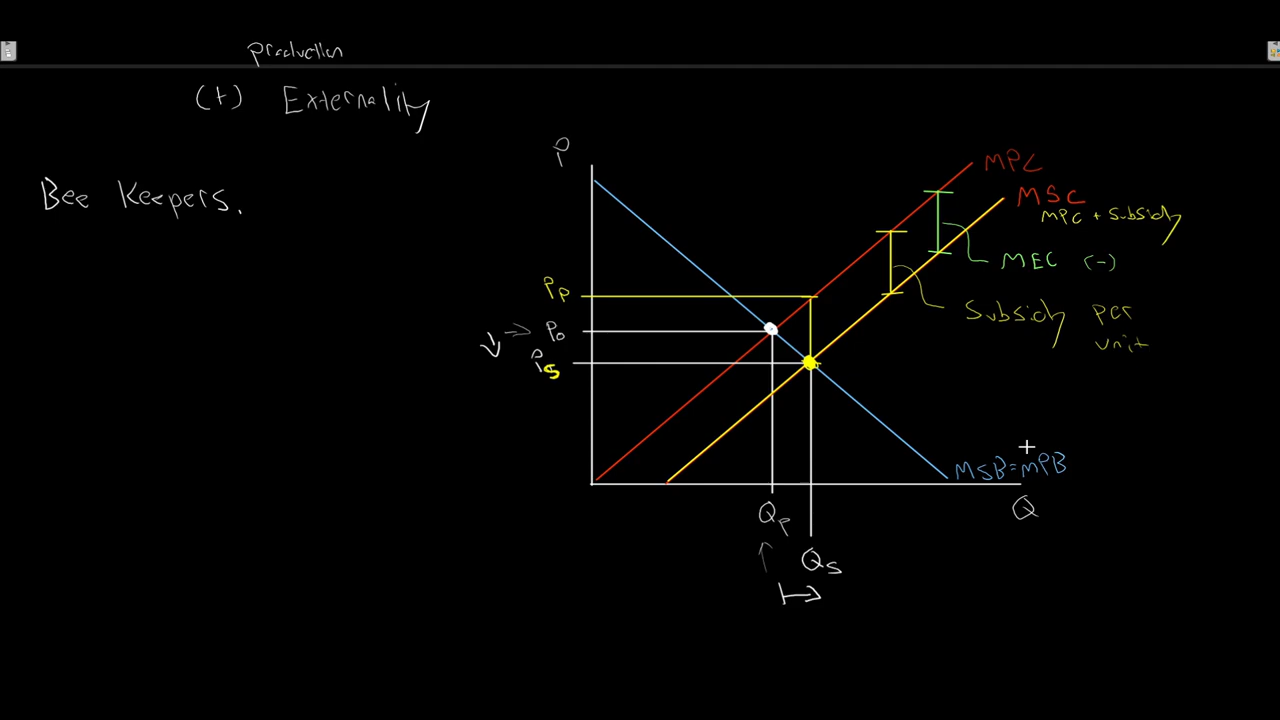 production
(+) Externality
Bee Keepers.
P
MPC
MSC
MPC + Subsidy
MEC (-)
Subsidy per
unit
Pp
Po
Ps
MSB=MPB
Q
Qp
Qs